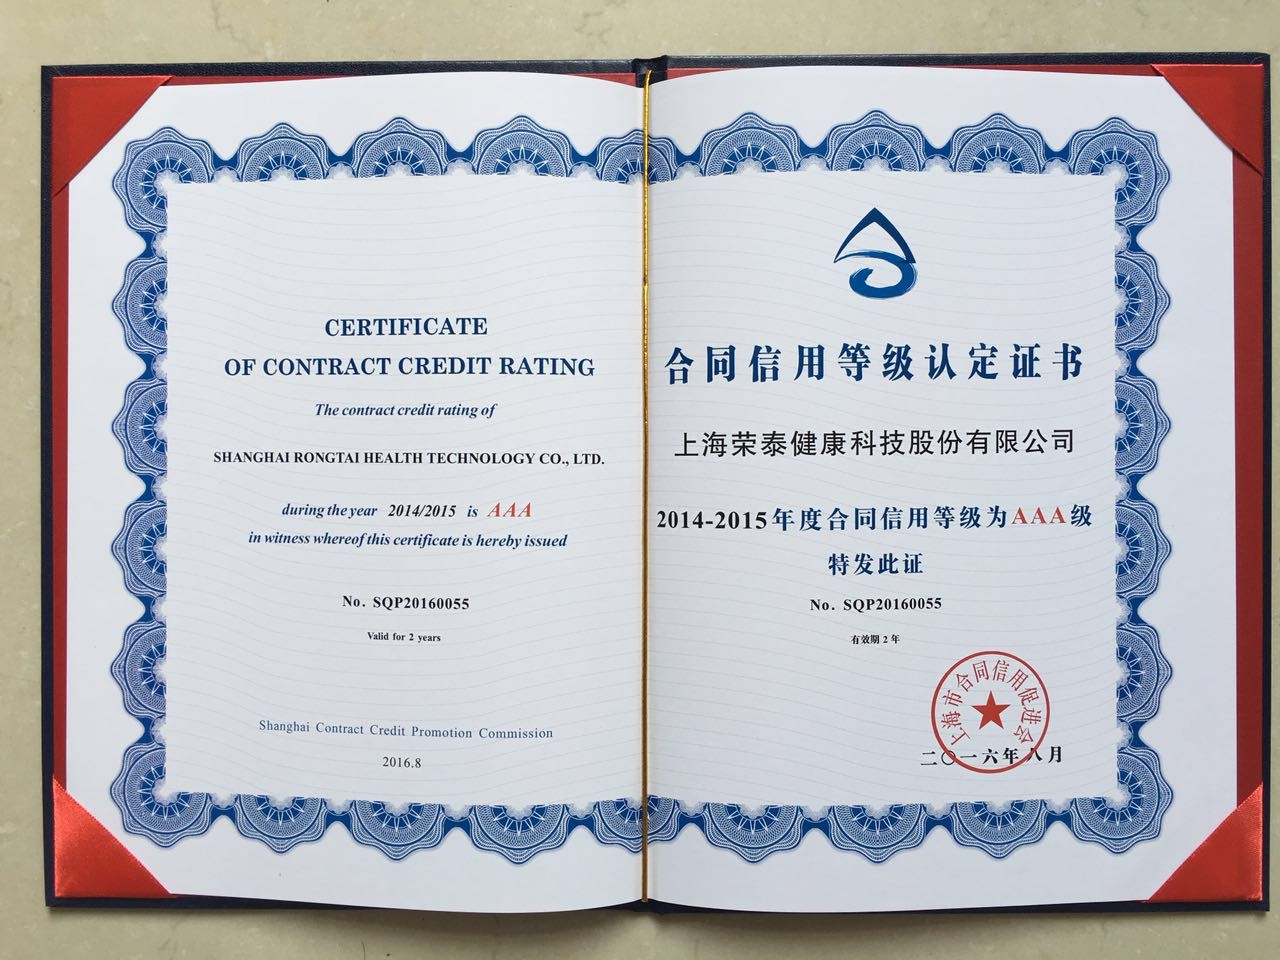 CERTIFICATE
OF CONTRACT CREDIT RATING
The contract credit rating of
SHANGHAI RONGTAI HEALTH TECHNOLOGY CO., LTD.
during the year 2014/2015 is AAA
in witness whereof this certificate is hereby issued
No. SQP20160055
Valid for 2 years
Shanghai Contract Credit Promotion Commission
2016.8
合同信用等级认定证书
上海荣泰健康科技股份有限公司
2014-2015年度合同信用等级为AAA级
特发此证
No. SQP20160055
有效期 2 年
上海市合同信用促进会
二〇一六年八月